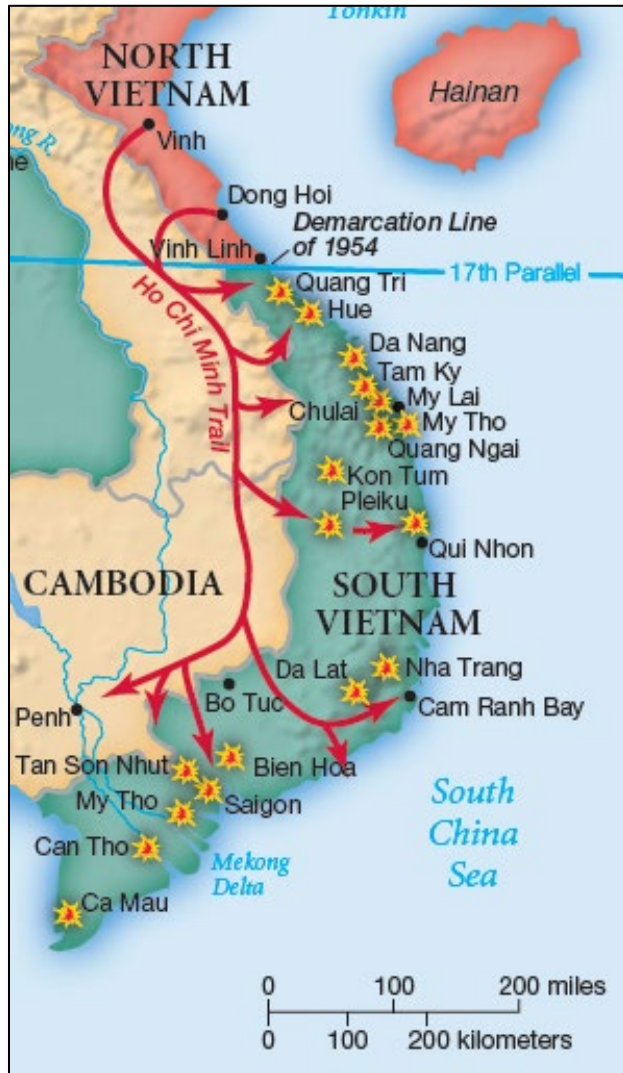 Tonkin
NORTH
VIETNAM
Hainan
Vinh
ong R.
ne
Dong Hoi
Demarcation Line
of 1954
Vinh Linh
17th Parallel
Ho Chi Minh Trail
Quang Tri
Hue
Da Nang
Tam Ky
My Lai
Chulai
My Tho
Quang Ngai
Kon Tum
Pleiku
Qui Nhon
CAMBODIA
SOUTH
VIETNAM
Da Lat
Nha Trang
Bo Tuc
Cam Ranh Bay
Penh
Tan Son Nhut
Bien Hoa
My Tho
Saigon
South
China
Sea
Can Tho
Mekong
Delta
Ca Mau
0 100 200 miles
0 100 200 kilometers